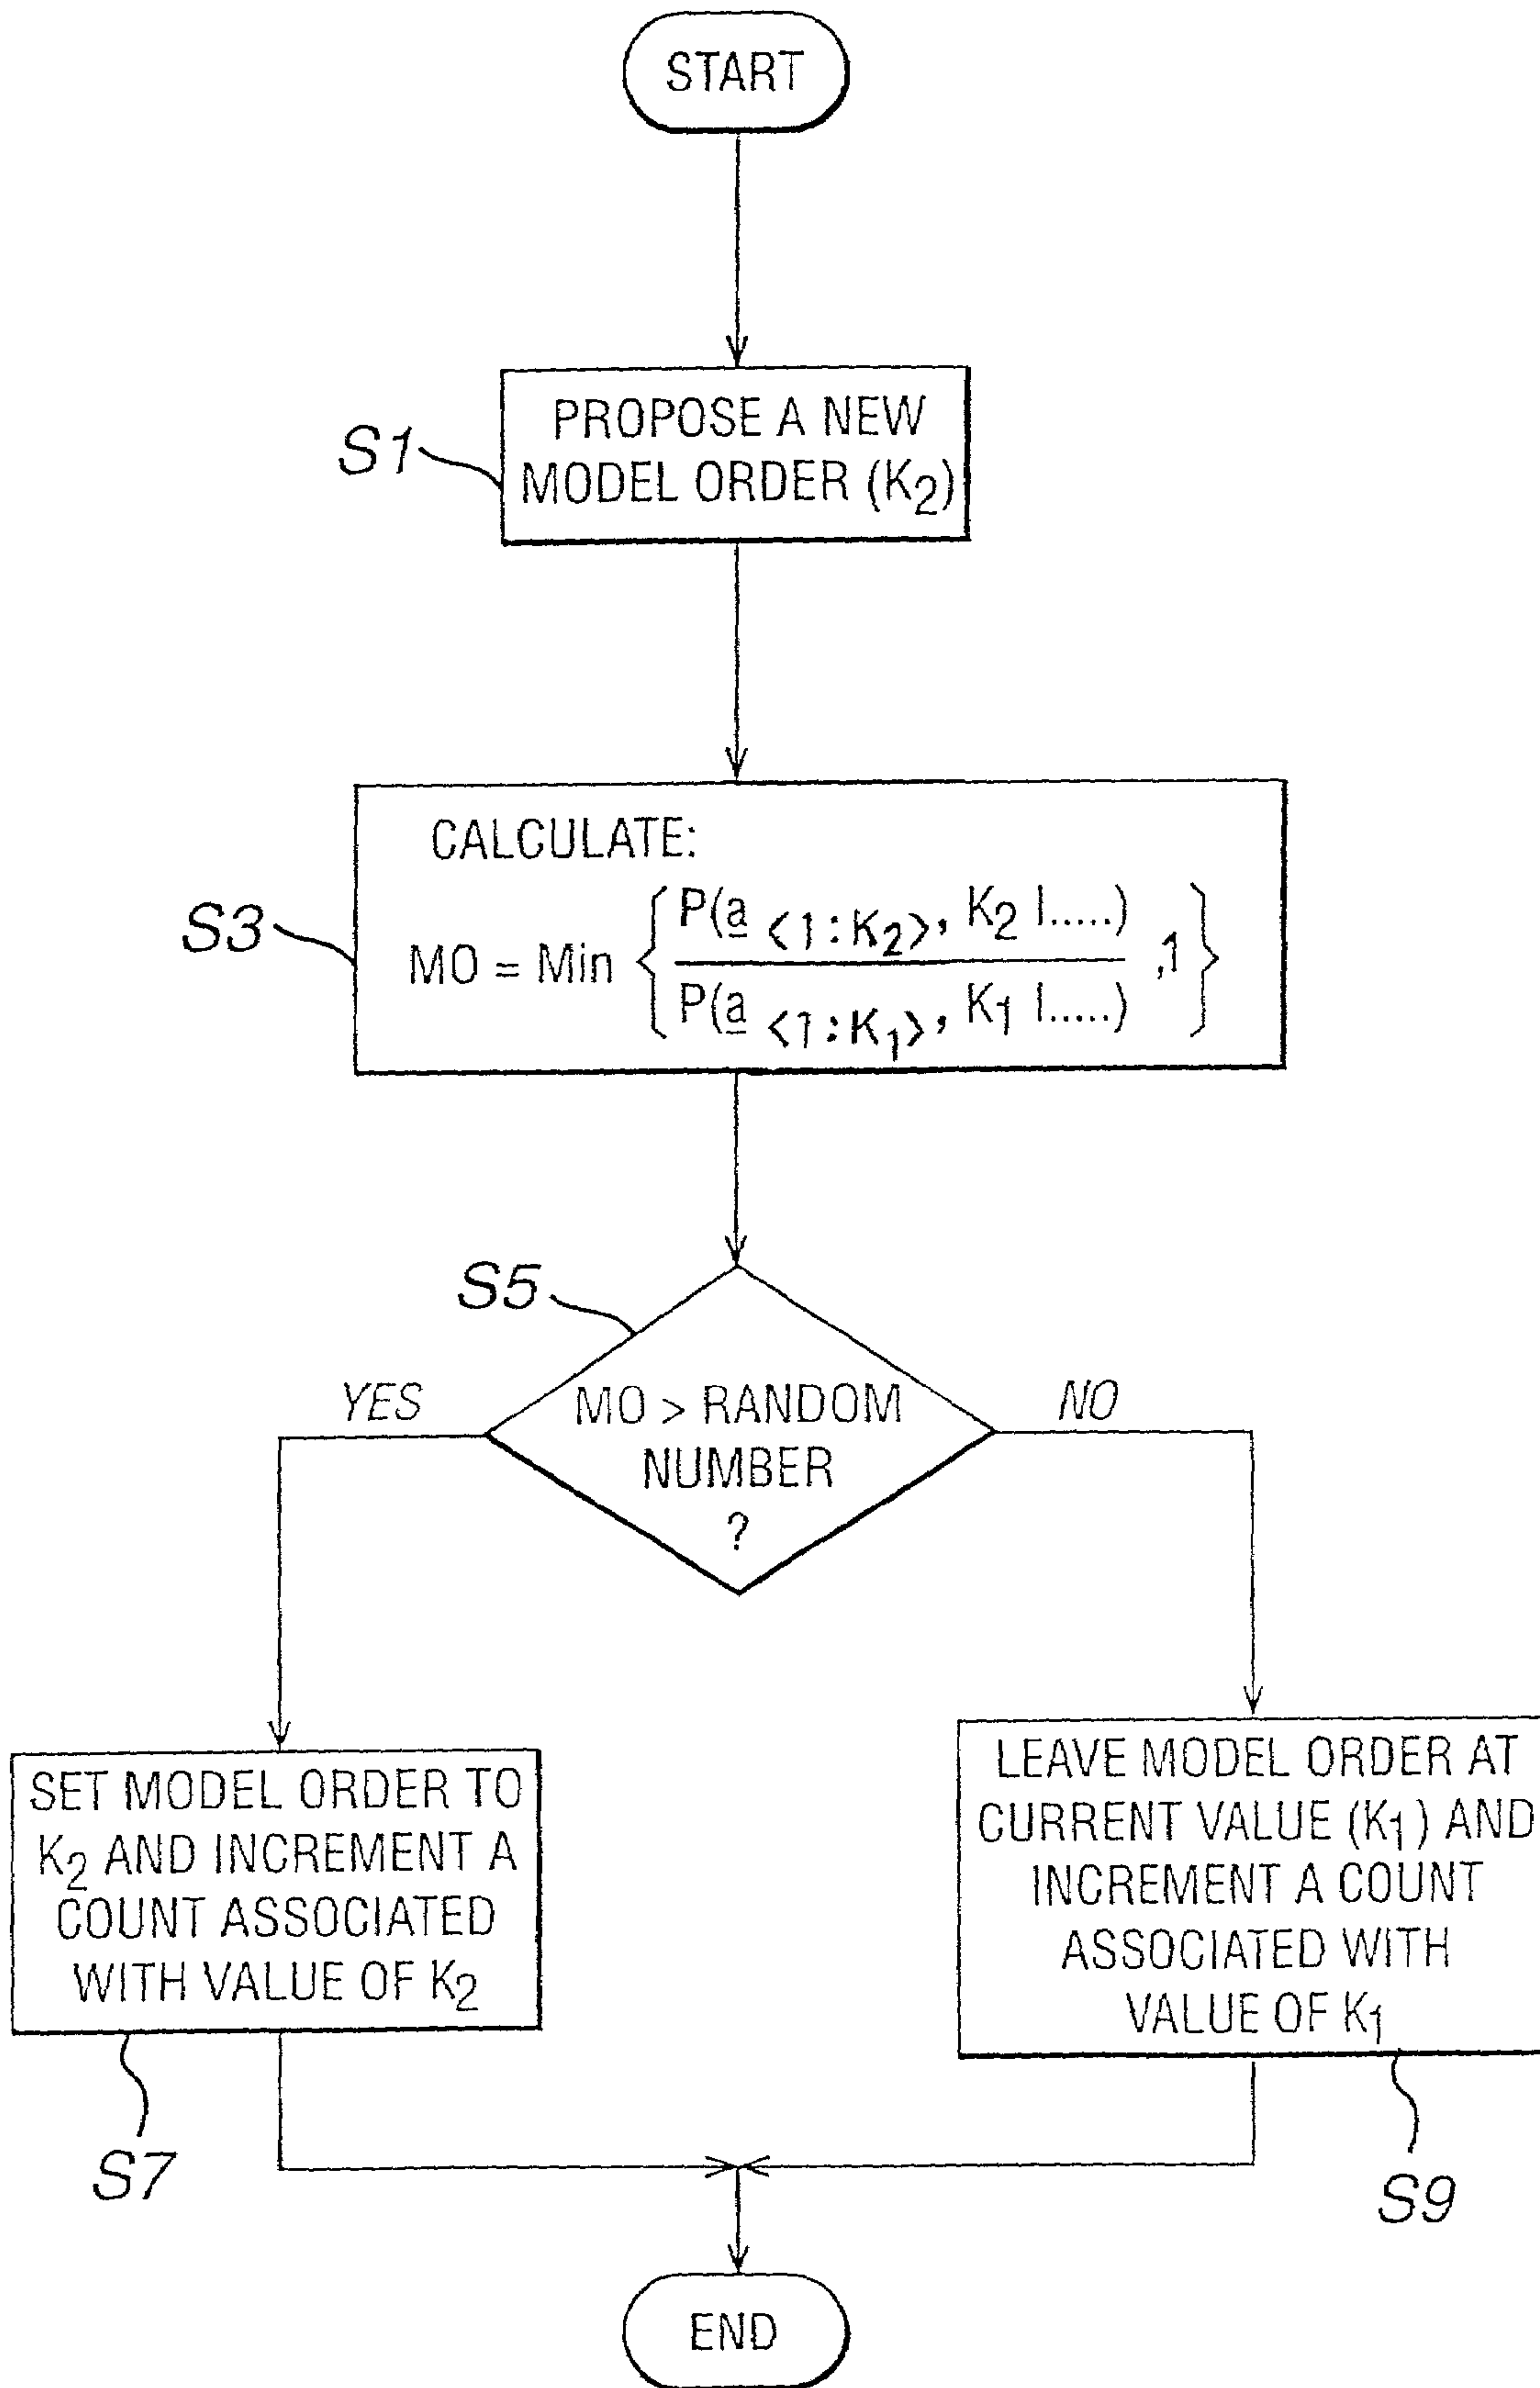 START
S1
PROPOSE A NEW
MODEL ORDER (K2)
S3
CALCULATE:
MO = Min { P(a <1:K2>, K2 |.....) / P(a <1:K1>, K1 |.....) ,1 }
S5
MO > RANDOM
NUMBER
?
YES
NO
SET MODEL ORDER TO
K2 AND INCREMENT A
COUNT ASSOCIATED
WITH VALUE OF K2
S7
LEAVE MODEL ORDER AT
CURRENT VALUE (K1) AND
INCREMENT A COUNT
ASSOCIATED WITH
VALUE OF K1
S9
END